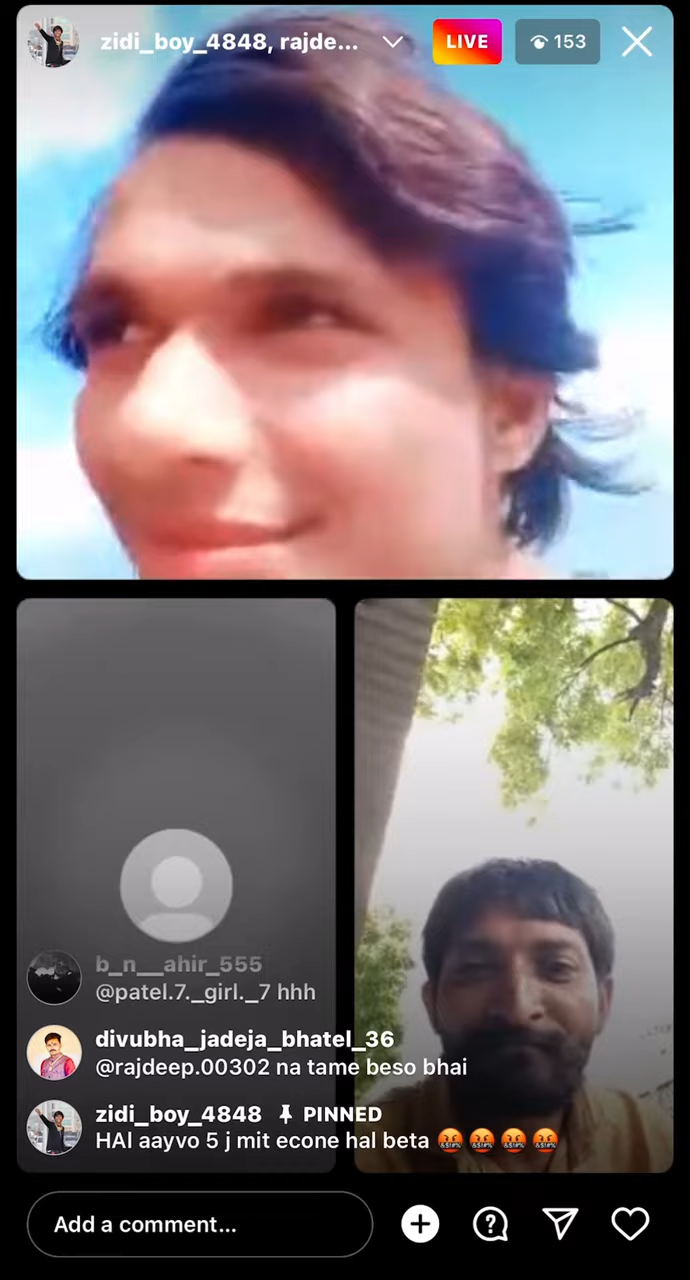 zidi_boy_4848, rajde...
LIVE
153
b_n__ahir_555
@patel.7._girl._7 hhh
divubha_jadeja_bhatel_36
@rajdeep.00302 na tame beso bhai
zidi_boy_4848 PINNED
HAI aayvo 5 j mit econe hal beta 🤬 🤬 🤬 🤬
Add a comment...